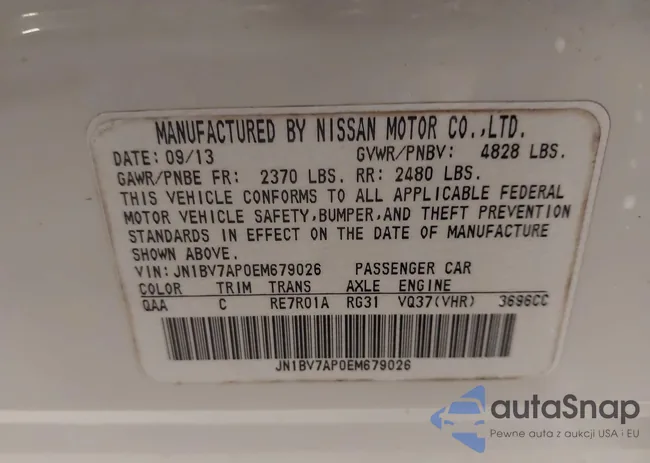 MANUFACTURED BY NISSAN MOTOR CO.,LTD.
DATE: 09/13 GVWR/PNBV: 4828 LBS.
GAWR/PNBE FR: 2370 LBS. RR: 2480 LBS.
THIS VEHICLE CONFORMS TO ALL APPLICABLE FEDERAL
MOTOR VEHICLE SAFETY,BUMPER,AND THEFT PREVENTION
STANDARDS IN EFFECT ON THE DATE OF MANUFACTURE
SHOWN ABOVE.
VIN: JN1BV7AP0EM679026 PASSENGER CAR
COLOR TRIM TRANS AXLE ENGINE
QAA C RE7R01A RG31 VQ37(VHR) 3696CC
JN1BV7AP0EM679026
autaSnap
Pewne auta z aukcji USA i EU